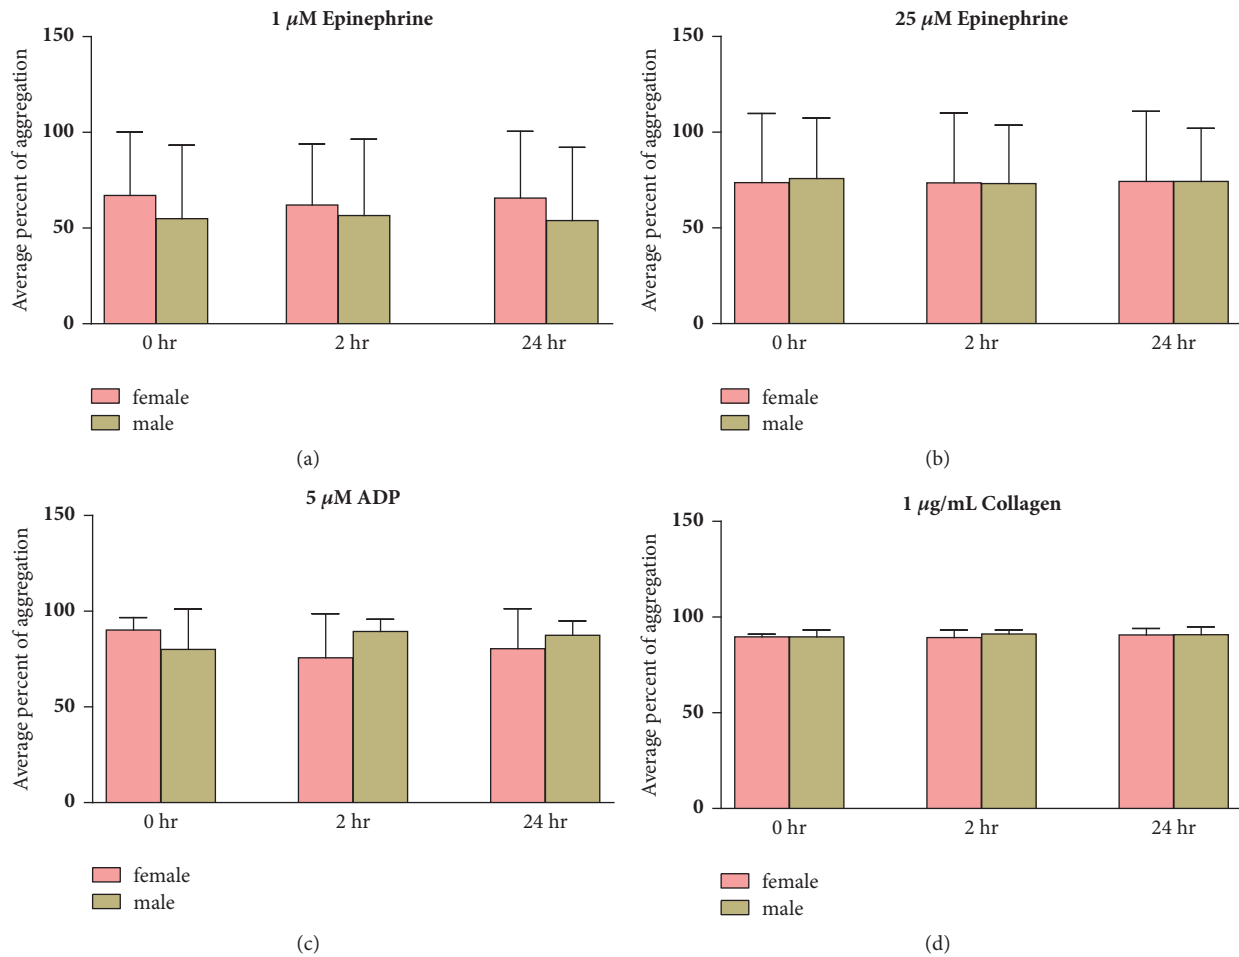 1 μM Epinephrine
Average percent of aggregation
150
100
50
0
0 hr
2 hr
24 hr
female
male
(a)
25 μM Epinephrine
Average percent of aggregation
150
100
50
0
0 hr
2 hr
24 hr
female
male
(b)
5 μM ADP
Average percent of aggregation
150
100
50
0
0 hr
2 hr
24 hr
female
male
(c)
1 μg/mL Collagen
Average percent of aggregation
150
100
50
0
0 hr
2 hr
24 hr
female
male
(d)